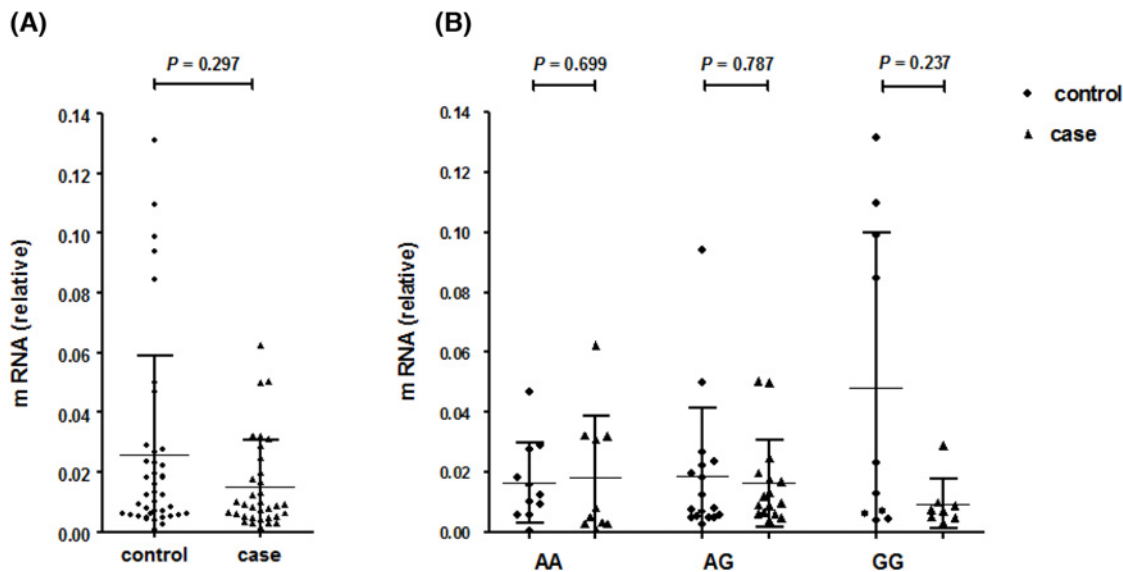 (A)
P = 0.297
0.14
0.12
0.10
0.08
0.06
0.04
0.02
0.00
m RNA (relative)
control case
(B)
P = 0.699 P = 0.787 P = 0.237
0.14
0.12
0.10
0.08
0.06
0.04
0.02
0.00
m RNA (relative)
AA AG GG
control
case